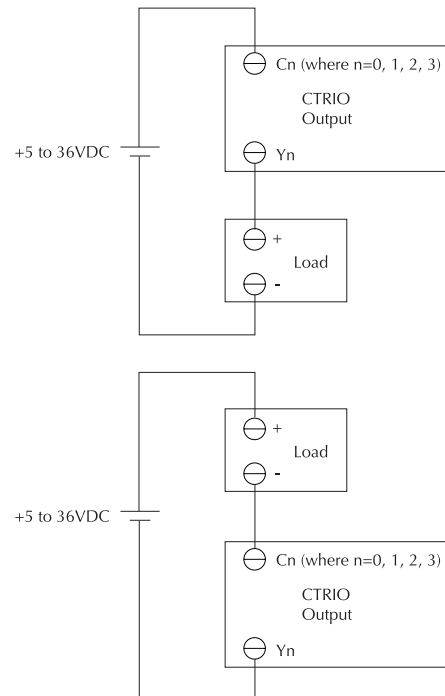 Cn (where n=0, 1, 2, 3)
CTRIO
Output
+5 to 36VDC
Yn
+
Load
-
+
Load
-
+5 to 36VDC
Cn (where n=0, 1, 2, 3)
CTRIO
Output
Yn